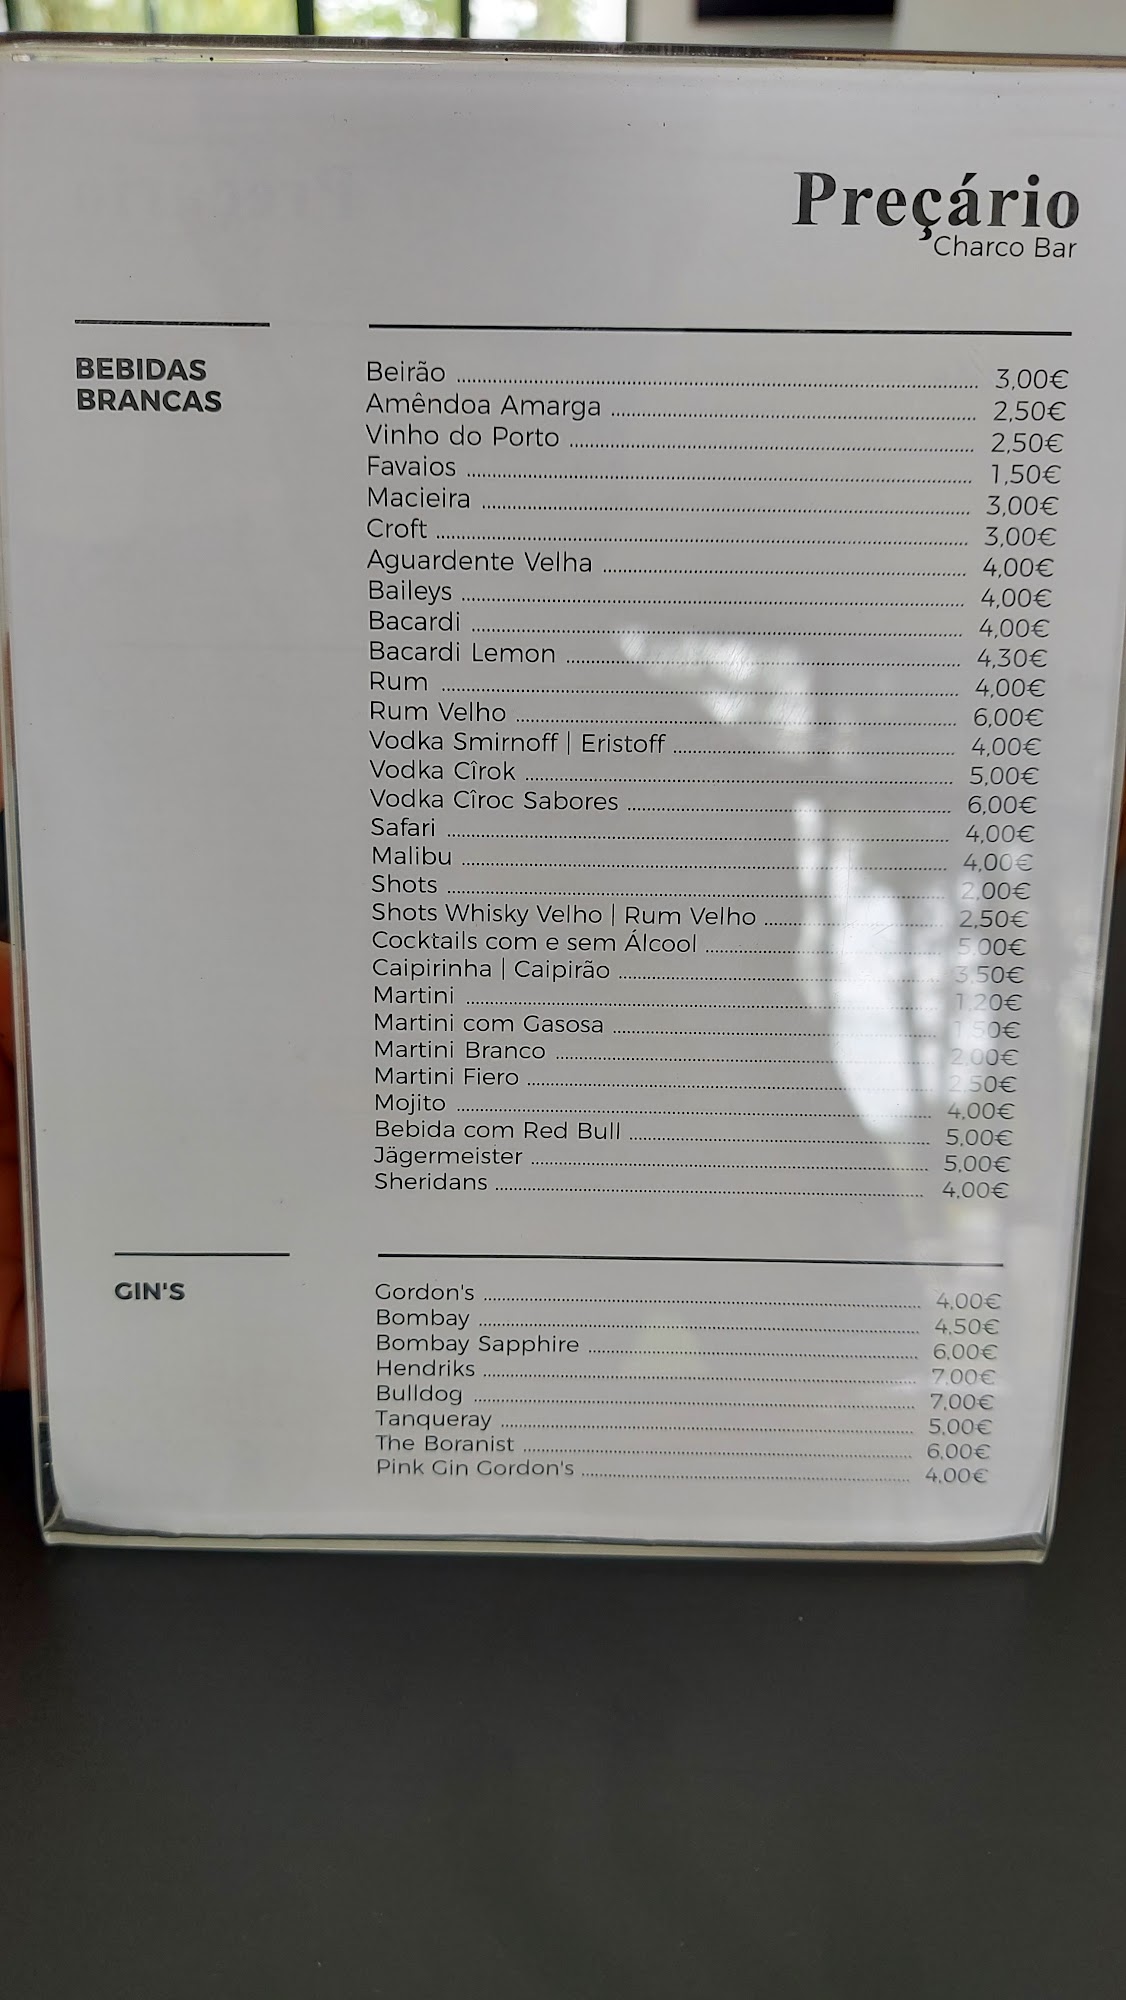 Preçário
Charco Bar
BEBIDAS
BRANCAS
Beirão ........ 3,00€
Amêndoa Amarga ........ 2,50€
Vinho do Porto ........ 2,50€
Favaios ........ 1,50€
Macieira ........ 3,00€
Croft ........ 3,00€
Aguardente Velha ........ 4,00€
Baileys ........ 4,00€
Bacardi ........ 4,00€
Bacardi Lemon ........ 4,30€
Rum ........ 4,00€
Rum Velho ........ 6,00€
Vodka Smirnoff | Eristoff ........ 4,00€
Vodka Cîrok ........ 5,00€
Vodka Cîroc Sabores ........ 6,00€
Safari ........ 4,00€
Malibu ........ 4,00€
Shots ........ 2,00€
Shots Whisky Velho | Rum Velho ........ 2,50€
Cocktails com e sem Álcool ........ 5,00€
Caipirinha | Caipirão ........ 3,50€
Martini ........ 1,20€
Martini com Gasosa ........ 1,50€
Martini Branco ........ 2,00€
Martini Fiero ........ 2,50€
Mojito ........ 4,00€
Bebida com Red Bull ........ 5,00€
Jägermeister ........ 5,00€
Sheridans ........ 4,00€
GIN'S
Gordon's ........ 4,00€
Bombay ........ 4,50€
Bombay Sapphire ........ 6,00€
Hendriks ........ 7,00€
Bulldog ........ 7,00€
Tanqueray ........ 5,00€
The Boranist ........ 6,00€
Pink Gin Gordon's ........ 4,00€